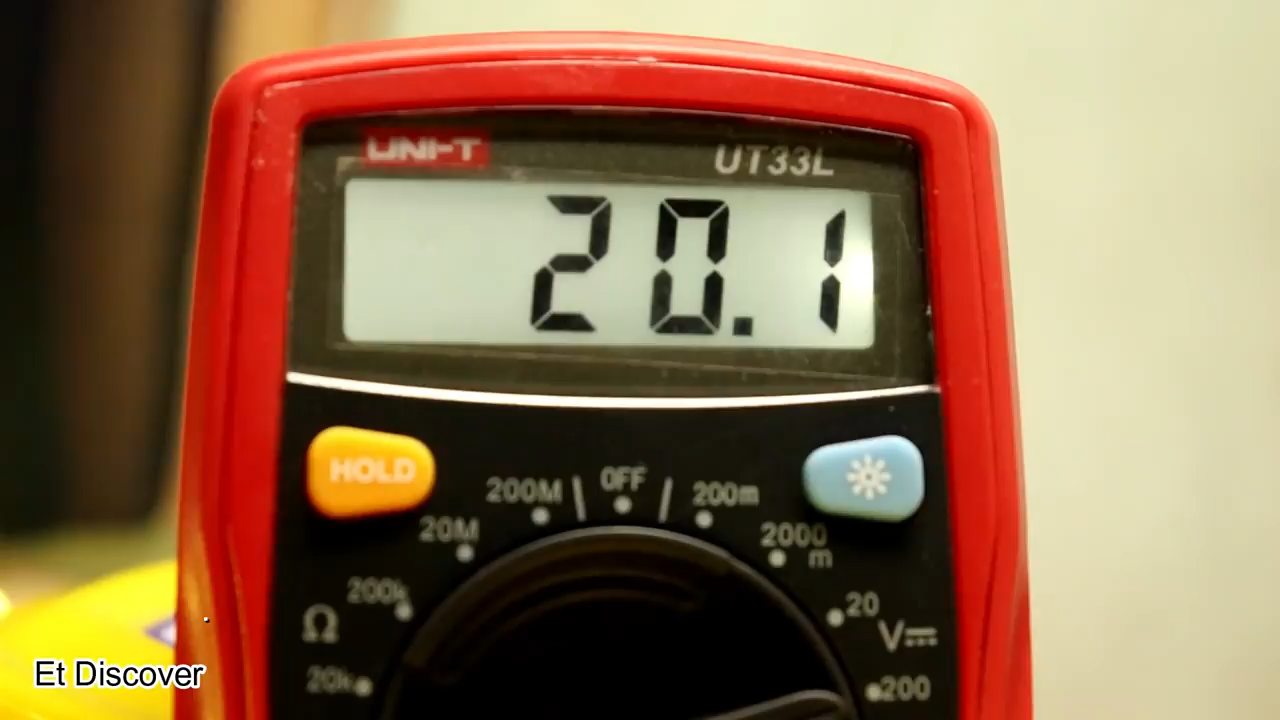 UNI-T
UT33L
20.1
HOLD
200M
OFF
200m
20M
2000
m
200k
20
Ω
V⎓
20k
200
Et Discover